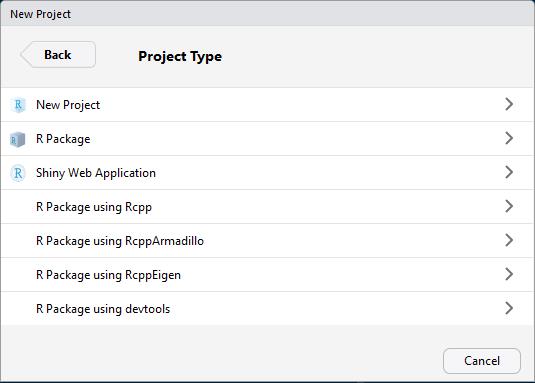 New Project
Back
Project Type
New Project
R Package
Shiny Web Application
R Package using Rcpp
R Package using RcppArmadillo
R Package using RcppEigen
R Package using devtools
Cancel